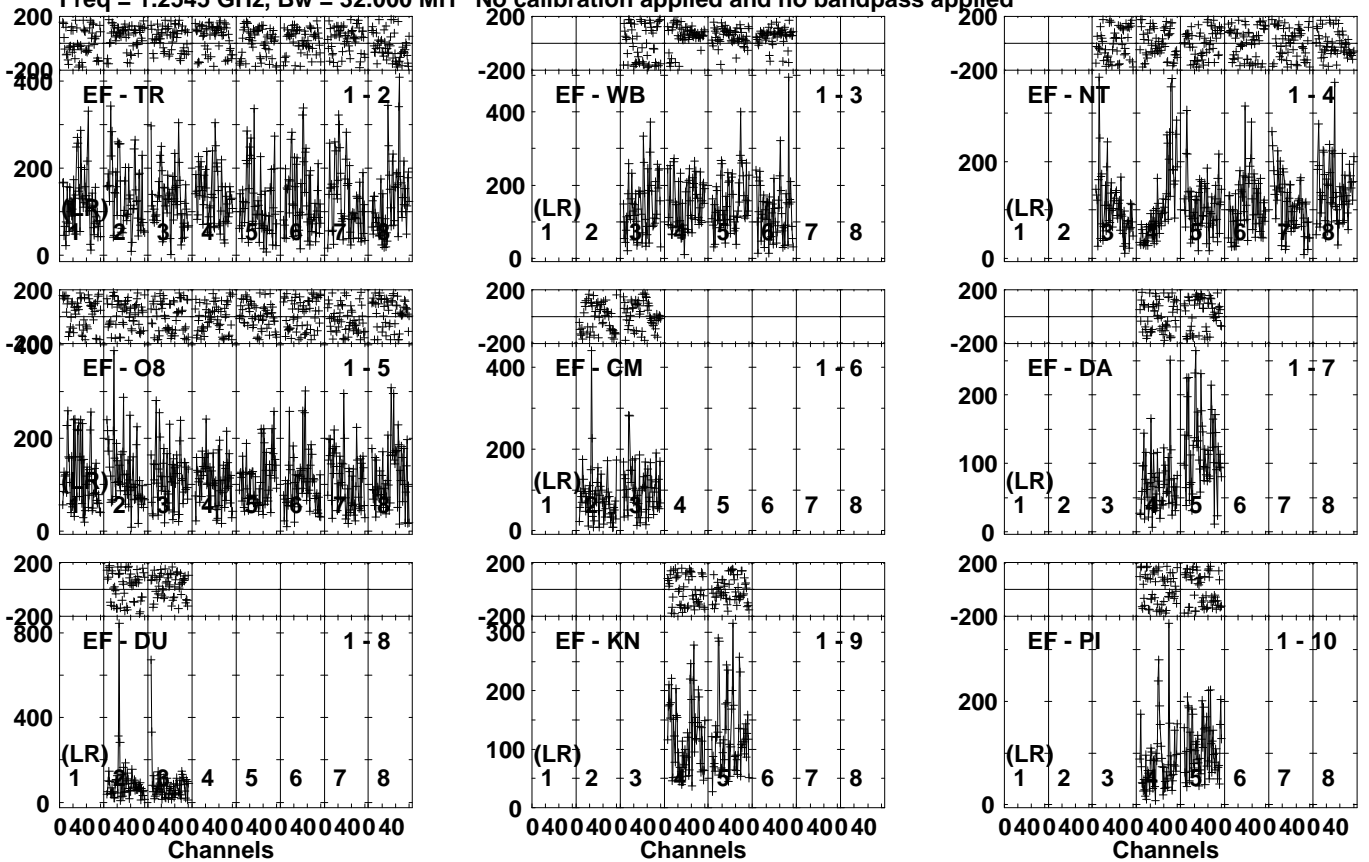 Freq = 1.2545 GHz, Bw = 32.000 MH No calibration applied and no bandpass applied
200
-200
400
EF - TR 1 - 2
200
(LR)
1 2 3 4 5 6 7 8
0
200
-200
EF - WB 1 - 3
400
200
(LR)
1 2 3 4 5 6 7 8
0
200
-200
EF - NT 1 - 4
200
(LR)
1 2 3 4 5 6 7 8
0
200
-200
400
EF - O8 1 - 5
200
(LR)
1 2 3 4 5 6 7 8
0
200
-200
EF - CM 1 - 6
400
200
(LR)
1 2 3 4 5 6 7 8
0
200
-200
EF - DA 1 - 7
200
100
(LR)
1 2 3 4 5 6 7 8
0
200
-200
800
EF - DU 1 - 8
400
(LR)
1 2 3 4 5 6 7 8
0
200
-200
300
EF - KN 1 - 9
200
100
(LR)
1 2 3 4 5 6 7 8
0
200
-200
EF - PI 1 - 10
200
(LR)
1 2 3 4 5 6 7 8
0
0 40 0 40 0 40 0 40 0 40 0 40 0 40 0 40
Channels
0 40 0 40 0 40 0 40 0 40 0 40 0 40 0 40
Channels
0 40 0 40 0 40 0 40 0 40 0 40 0 40 0 40
Channels